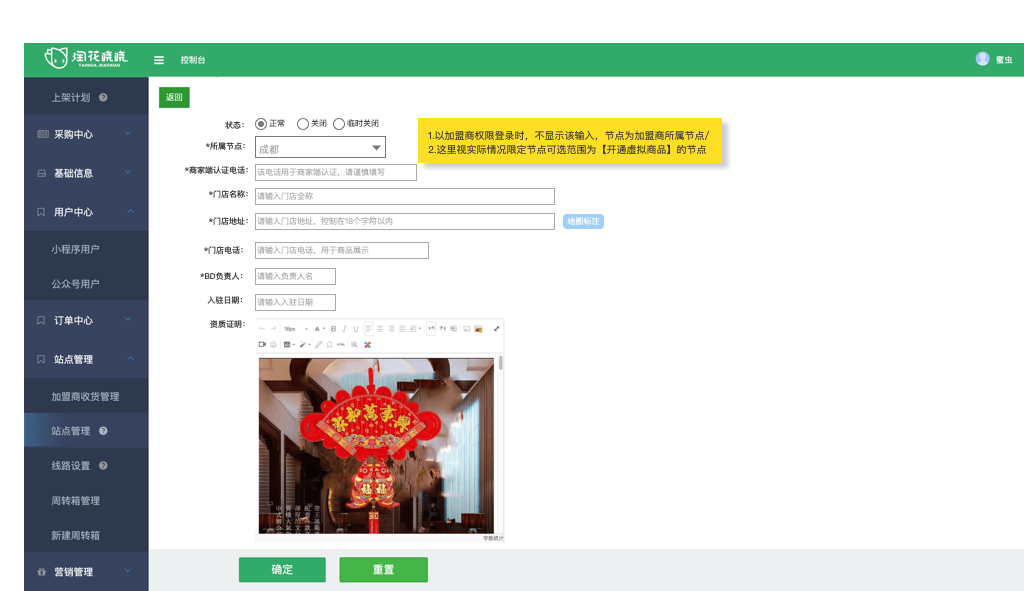 淘花晓晓
TAOHUA.XIAOXIAO
控制台
蜜虫
上架计划
采购中心
基础信息
用户中心
小程序用户
公众号用户
订单中心
站点管理
加盟商收货管理
站点管理
线路设置
周转箱管理
新建周转箱
营销管理
返回
状态： 正常 关闭 临时关闭
1.以加盟商权限登录时，不显示该输入，节点为加盟商所属节点/
2.这里视实际情况限定节点可选范围为【开通虚拟商品】的节点
*所属节点： 成都
*商家端认证电话： 该电话用于商家端认证，请谨慎填写
*门店名称： 请输入门店全称
*门店地址： 请输入门店地址，控制在18个字符以内 地图标注
*门店电话： 请输入门店电话，用于商品展示
*BD负责人： 请输入负责人名
入驻日期： 请输入入驻日期
资质证明：
16px
字数统计
确定 重置